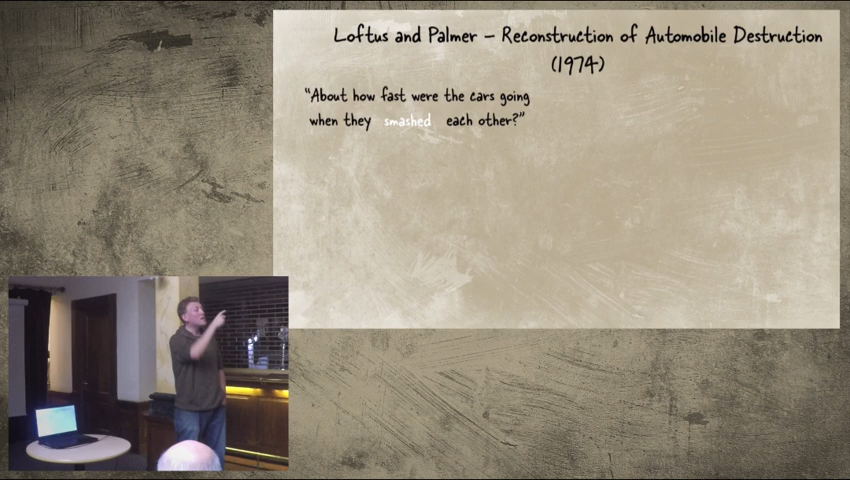 Loftus and Palmer – Reconstruction of Automobile Destruction
(1974)
"About how fast were the cars going
when they smashed each other?"